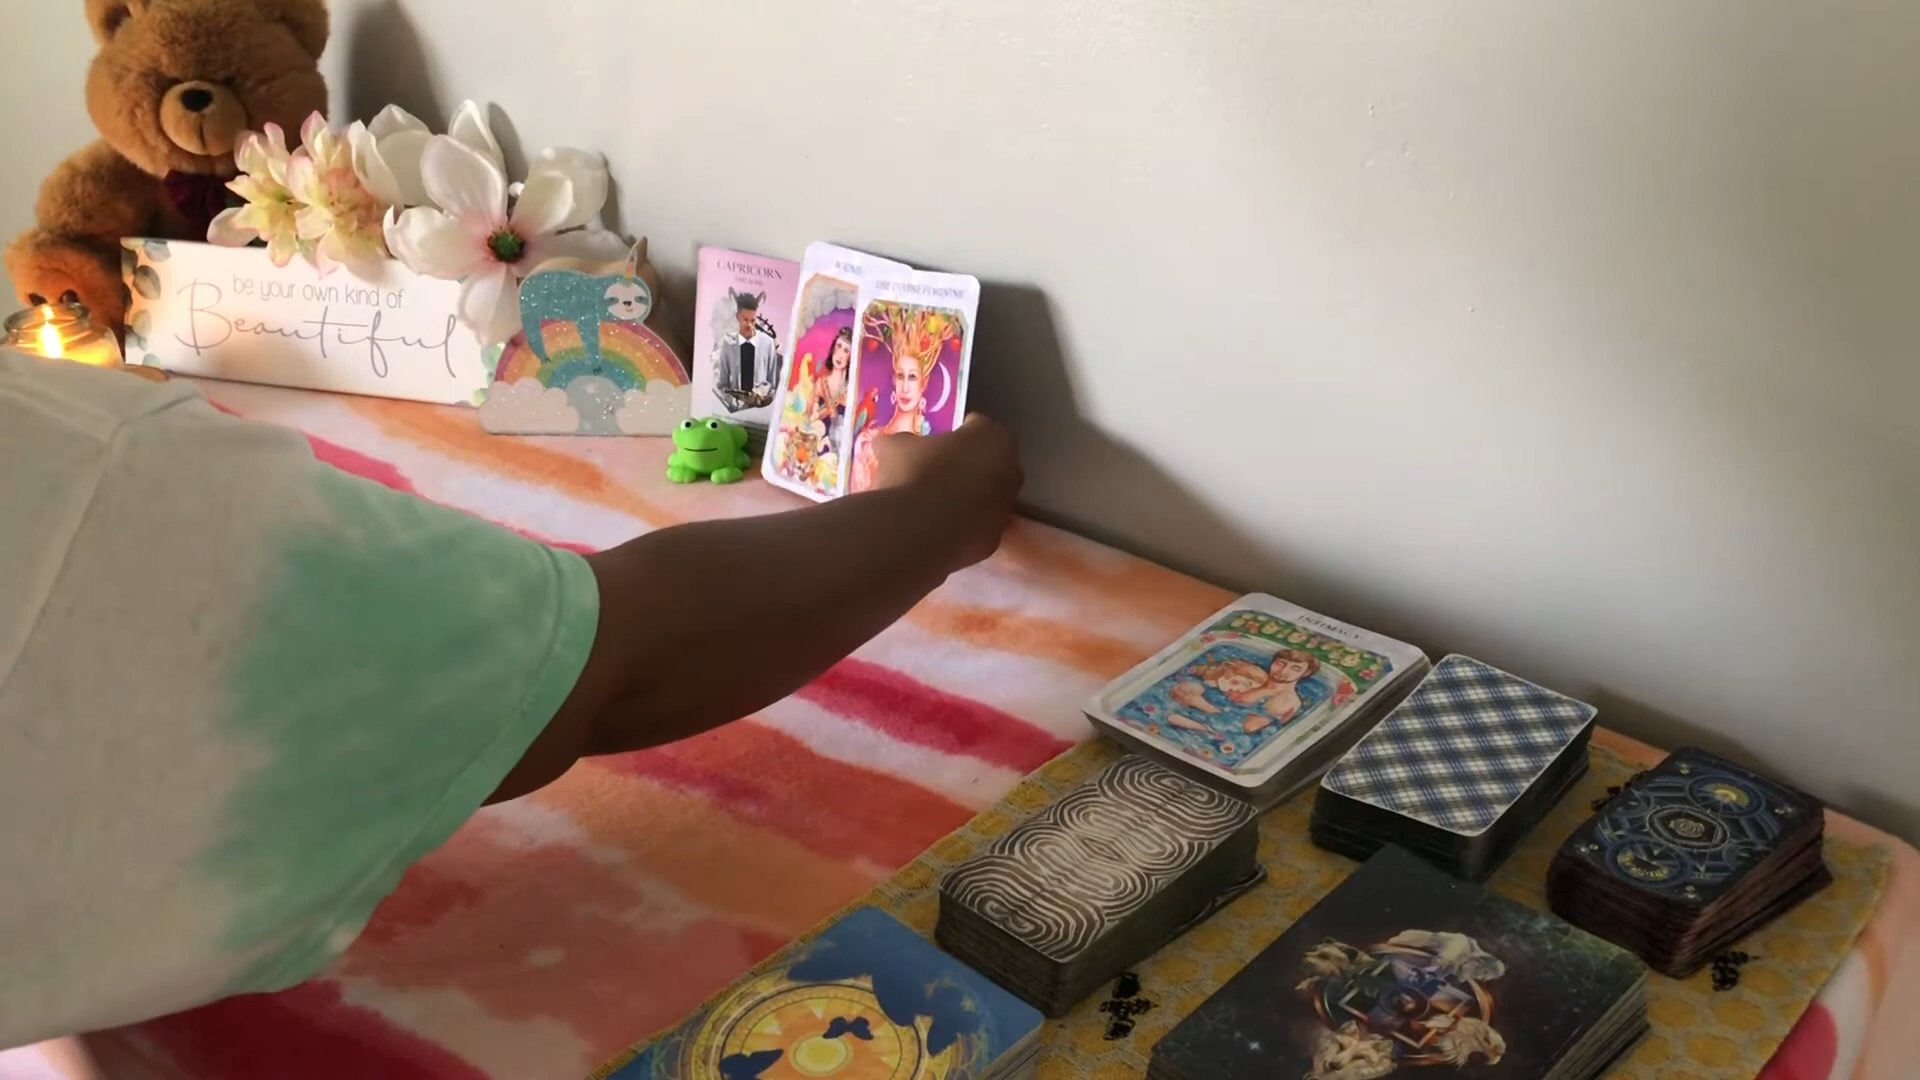 be your own kind of
Beautiful
CAPRICORN
THE DIVINE FEMININE
INTIMACY